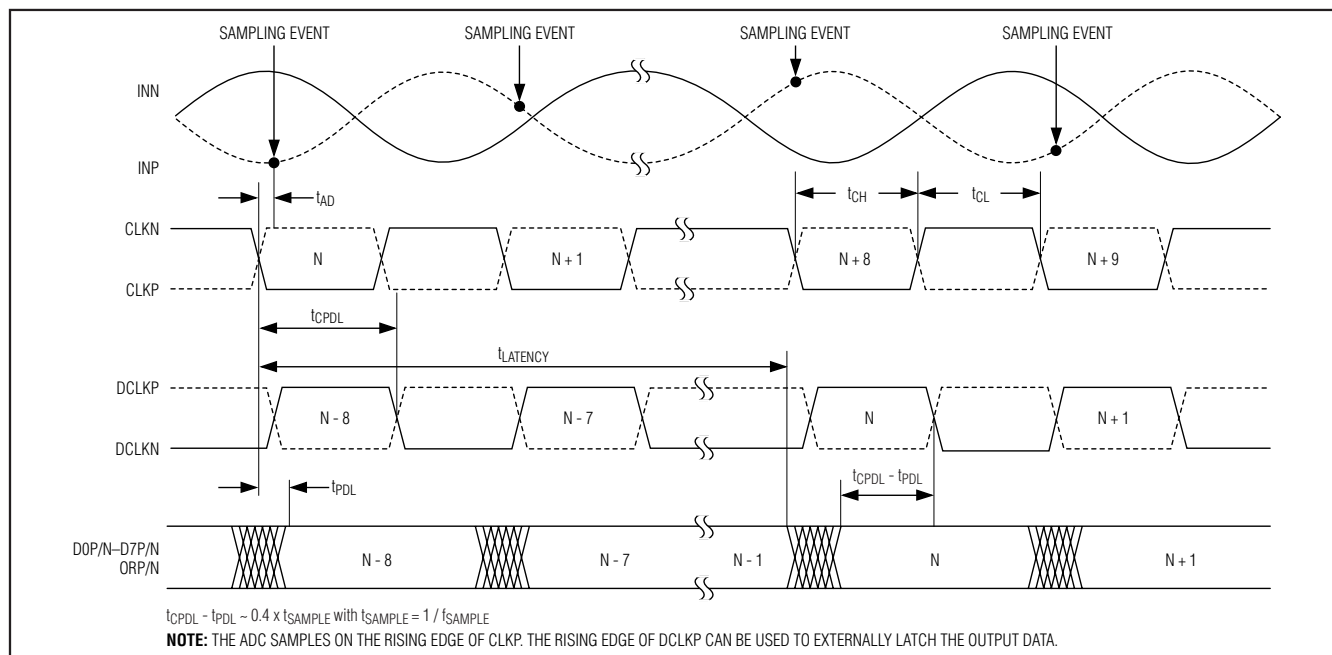 SAMPLING EVENT SAMPLING EVENT SAMPLING EVENT SAMPLING EVENT
INN
INP
tAD
tCH
tCL
CLKN
N
N + 1
N + 8
N + 9
CLKP
tCPDL
tLATENCY
DCLKP
N - 8
N - 7
N
N + 1
DCLKN
tPDL
tCPDL - tPDL
D0P/N–D7P/N
ORP/N
N - 8
N - 7
N - 1
N
N + 1
tCPDL - tPDL ~ 0.4 x tSAMPLE with tSAMPLE = 1 / fSAMPLE
NOTE: THE ADC SAMPLES ON THE RISING EDGE OF CLKP. THE RISING EDGE OF DCLKP CAN BE USED TO EXTERNALLY LATCH THE OUTPUT DATA.